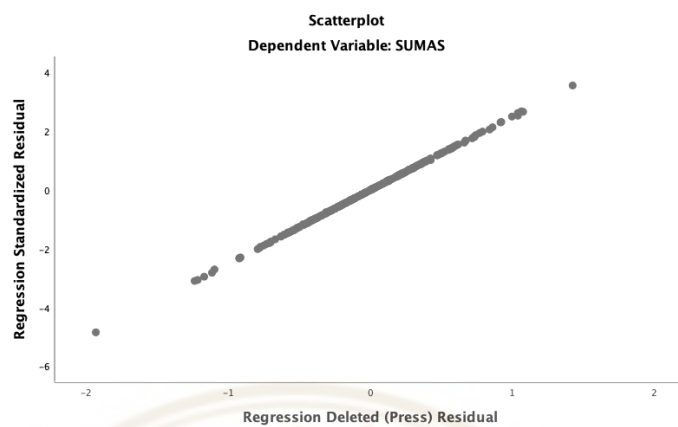 Scatterplot
Dependent Variable: SUMAS
Regression Standardized Residual
4
2
0
−2
−4
−6
−2
−1
0
1
2
Regression Deleted (Press) Residual